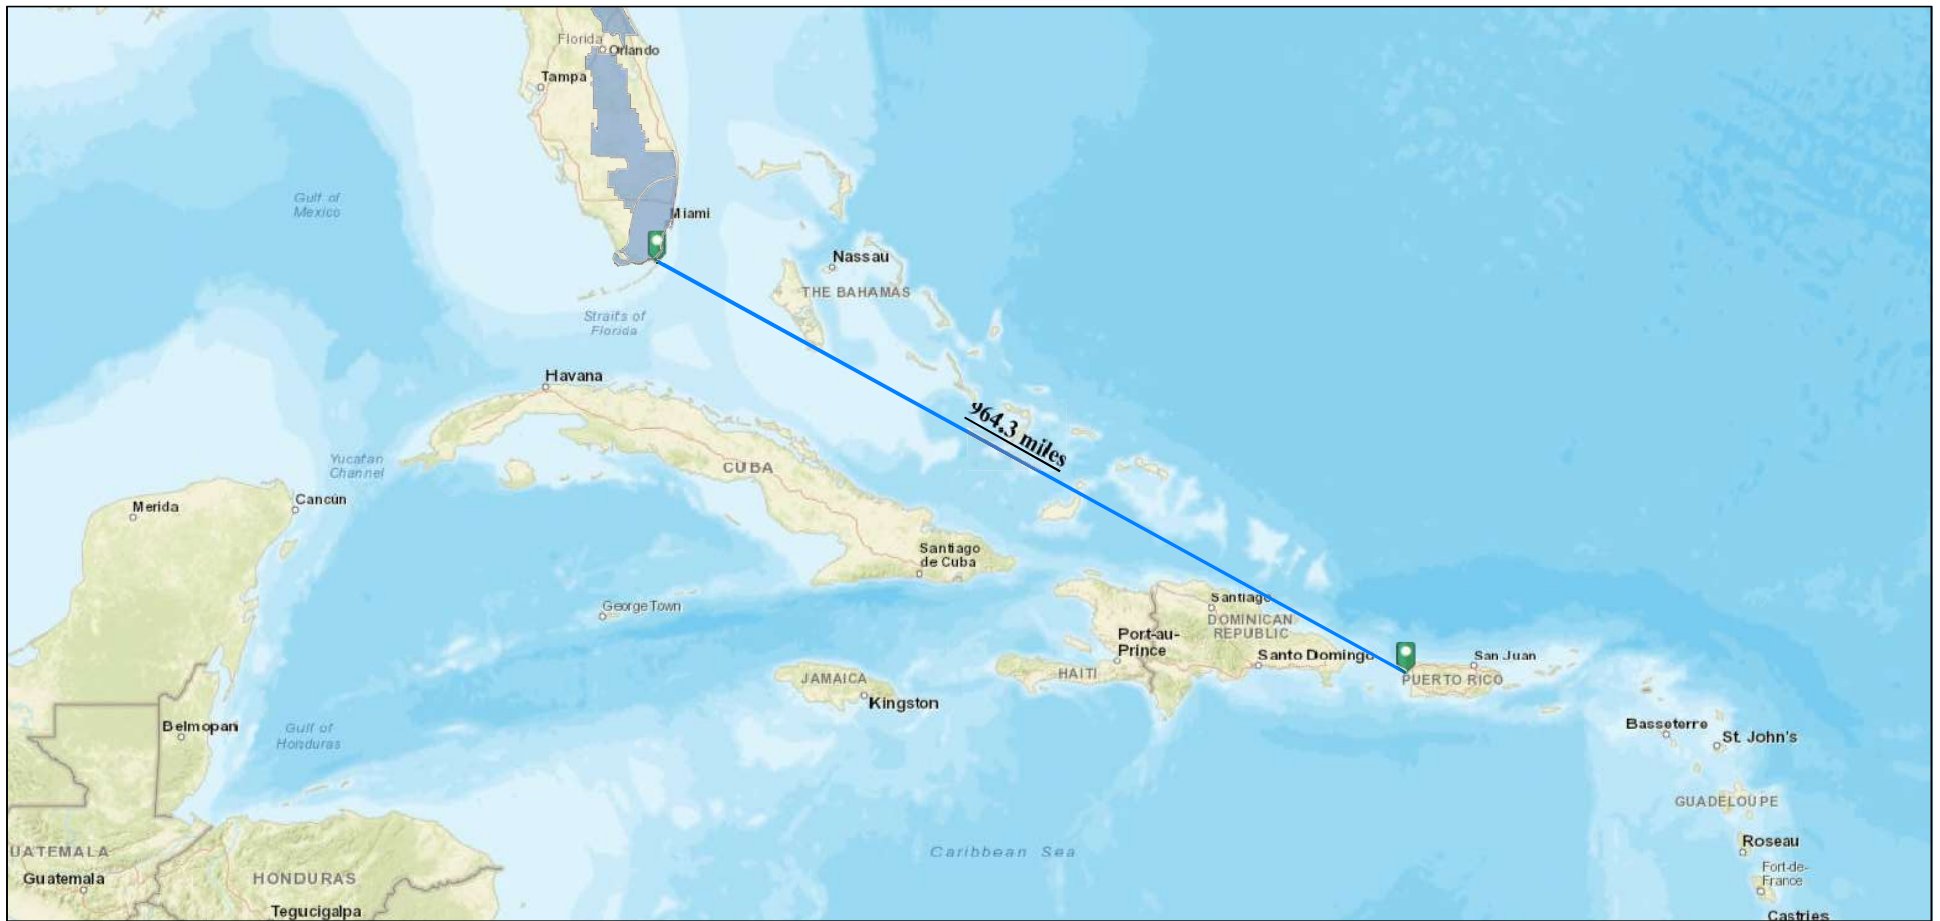 Florida
Orlando
Tampa
Gulf of
Mexico
Miami
Nassau
THE BAHAMAS
Straits of
Florida
Havana
964.3 miles
Yucatan
Channel
CUBA
Cancún
Merida
Santiago
de Cuba
George Town
Santiago
DOMINICAN
REPUBLIC
Port-au-
Prince
Santo Domingo
San Juan
HAITI
PUERTO RICO
JAMAICA
Kingston
Belmopan
Gulf of
Honduras
Basseterre
St. John's
GUADELOUPE
Roseau
UATEMALA
Caribbean Sea
Fort-de-
France
Guatemala
HONDURAS
Tegucigalpa
Castries